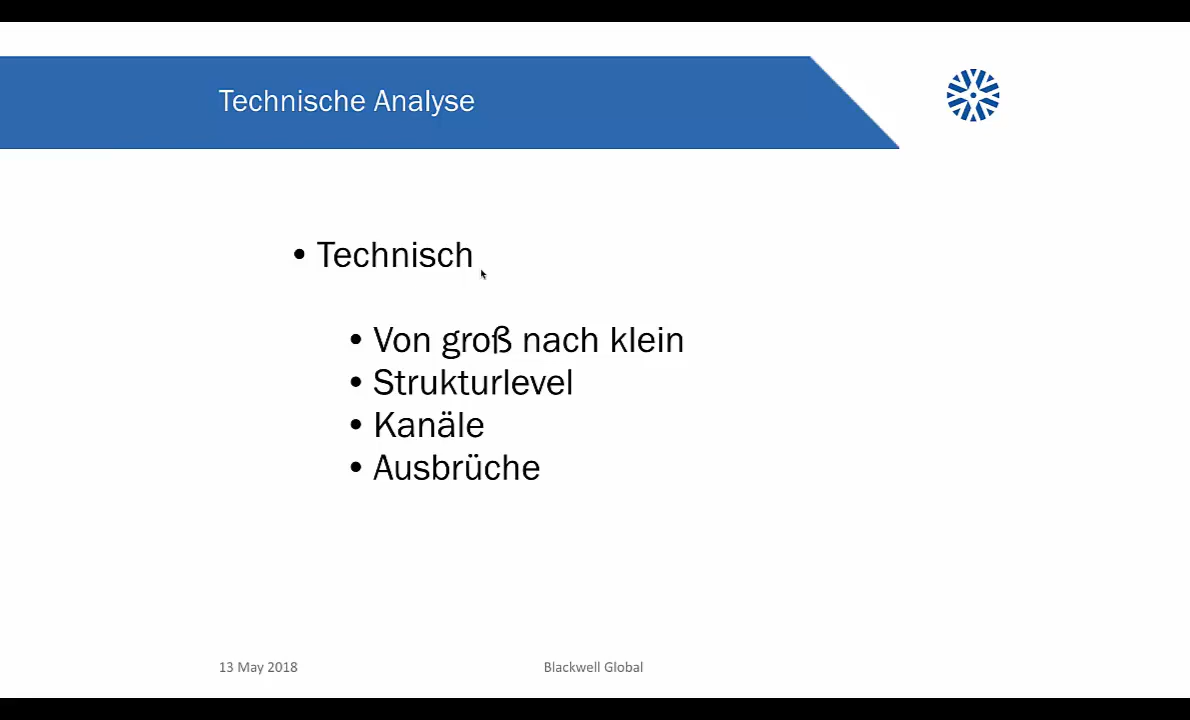 Technische Analyse
• Technisch
• Von groß nach klein
• Strukturlevel
• Kanäle
• Ausbrüche
13 May 2018
Blackwell Global